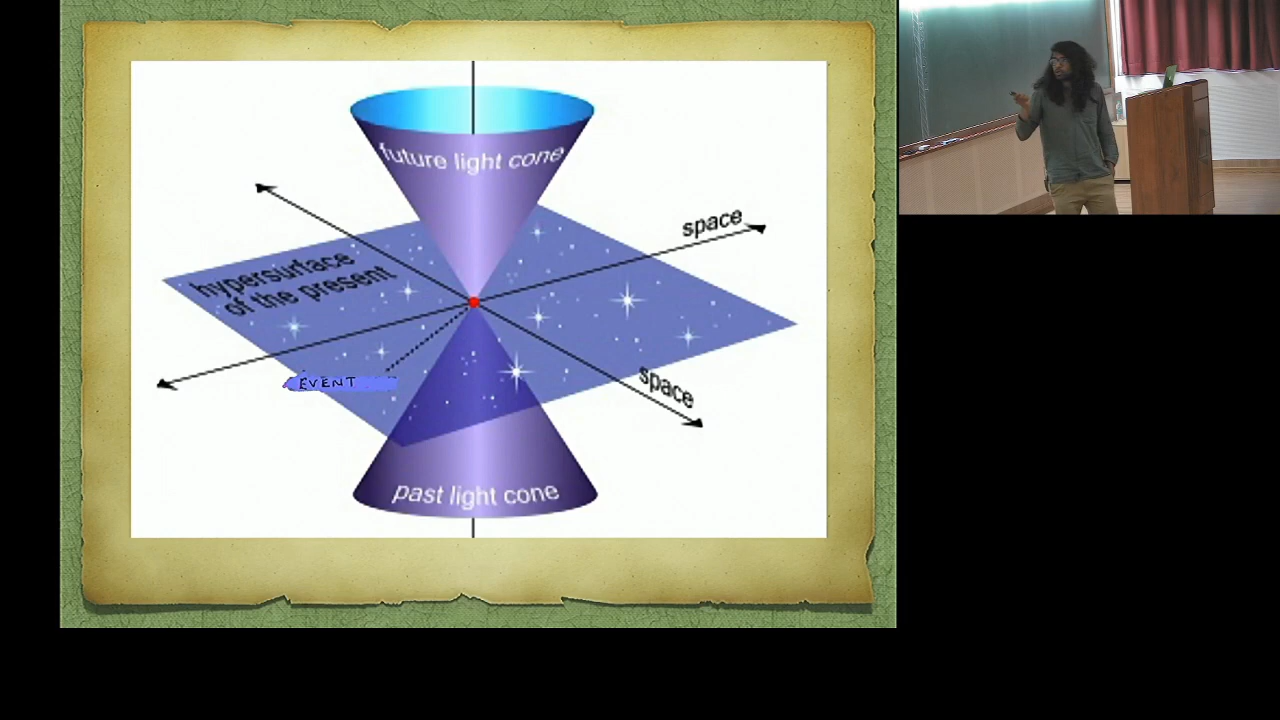 future light cone
space
hypersurface
of the present
EVENT
space
past light cone